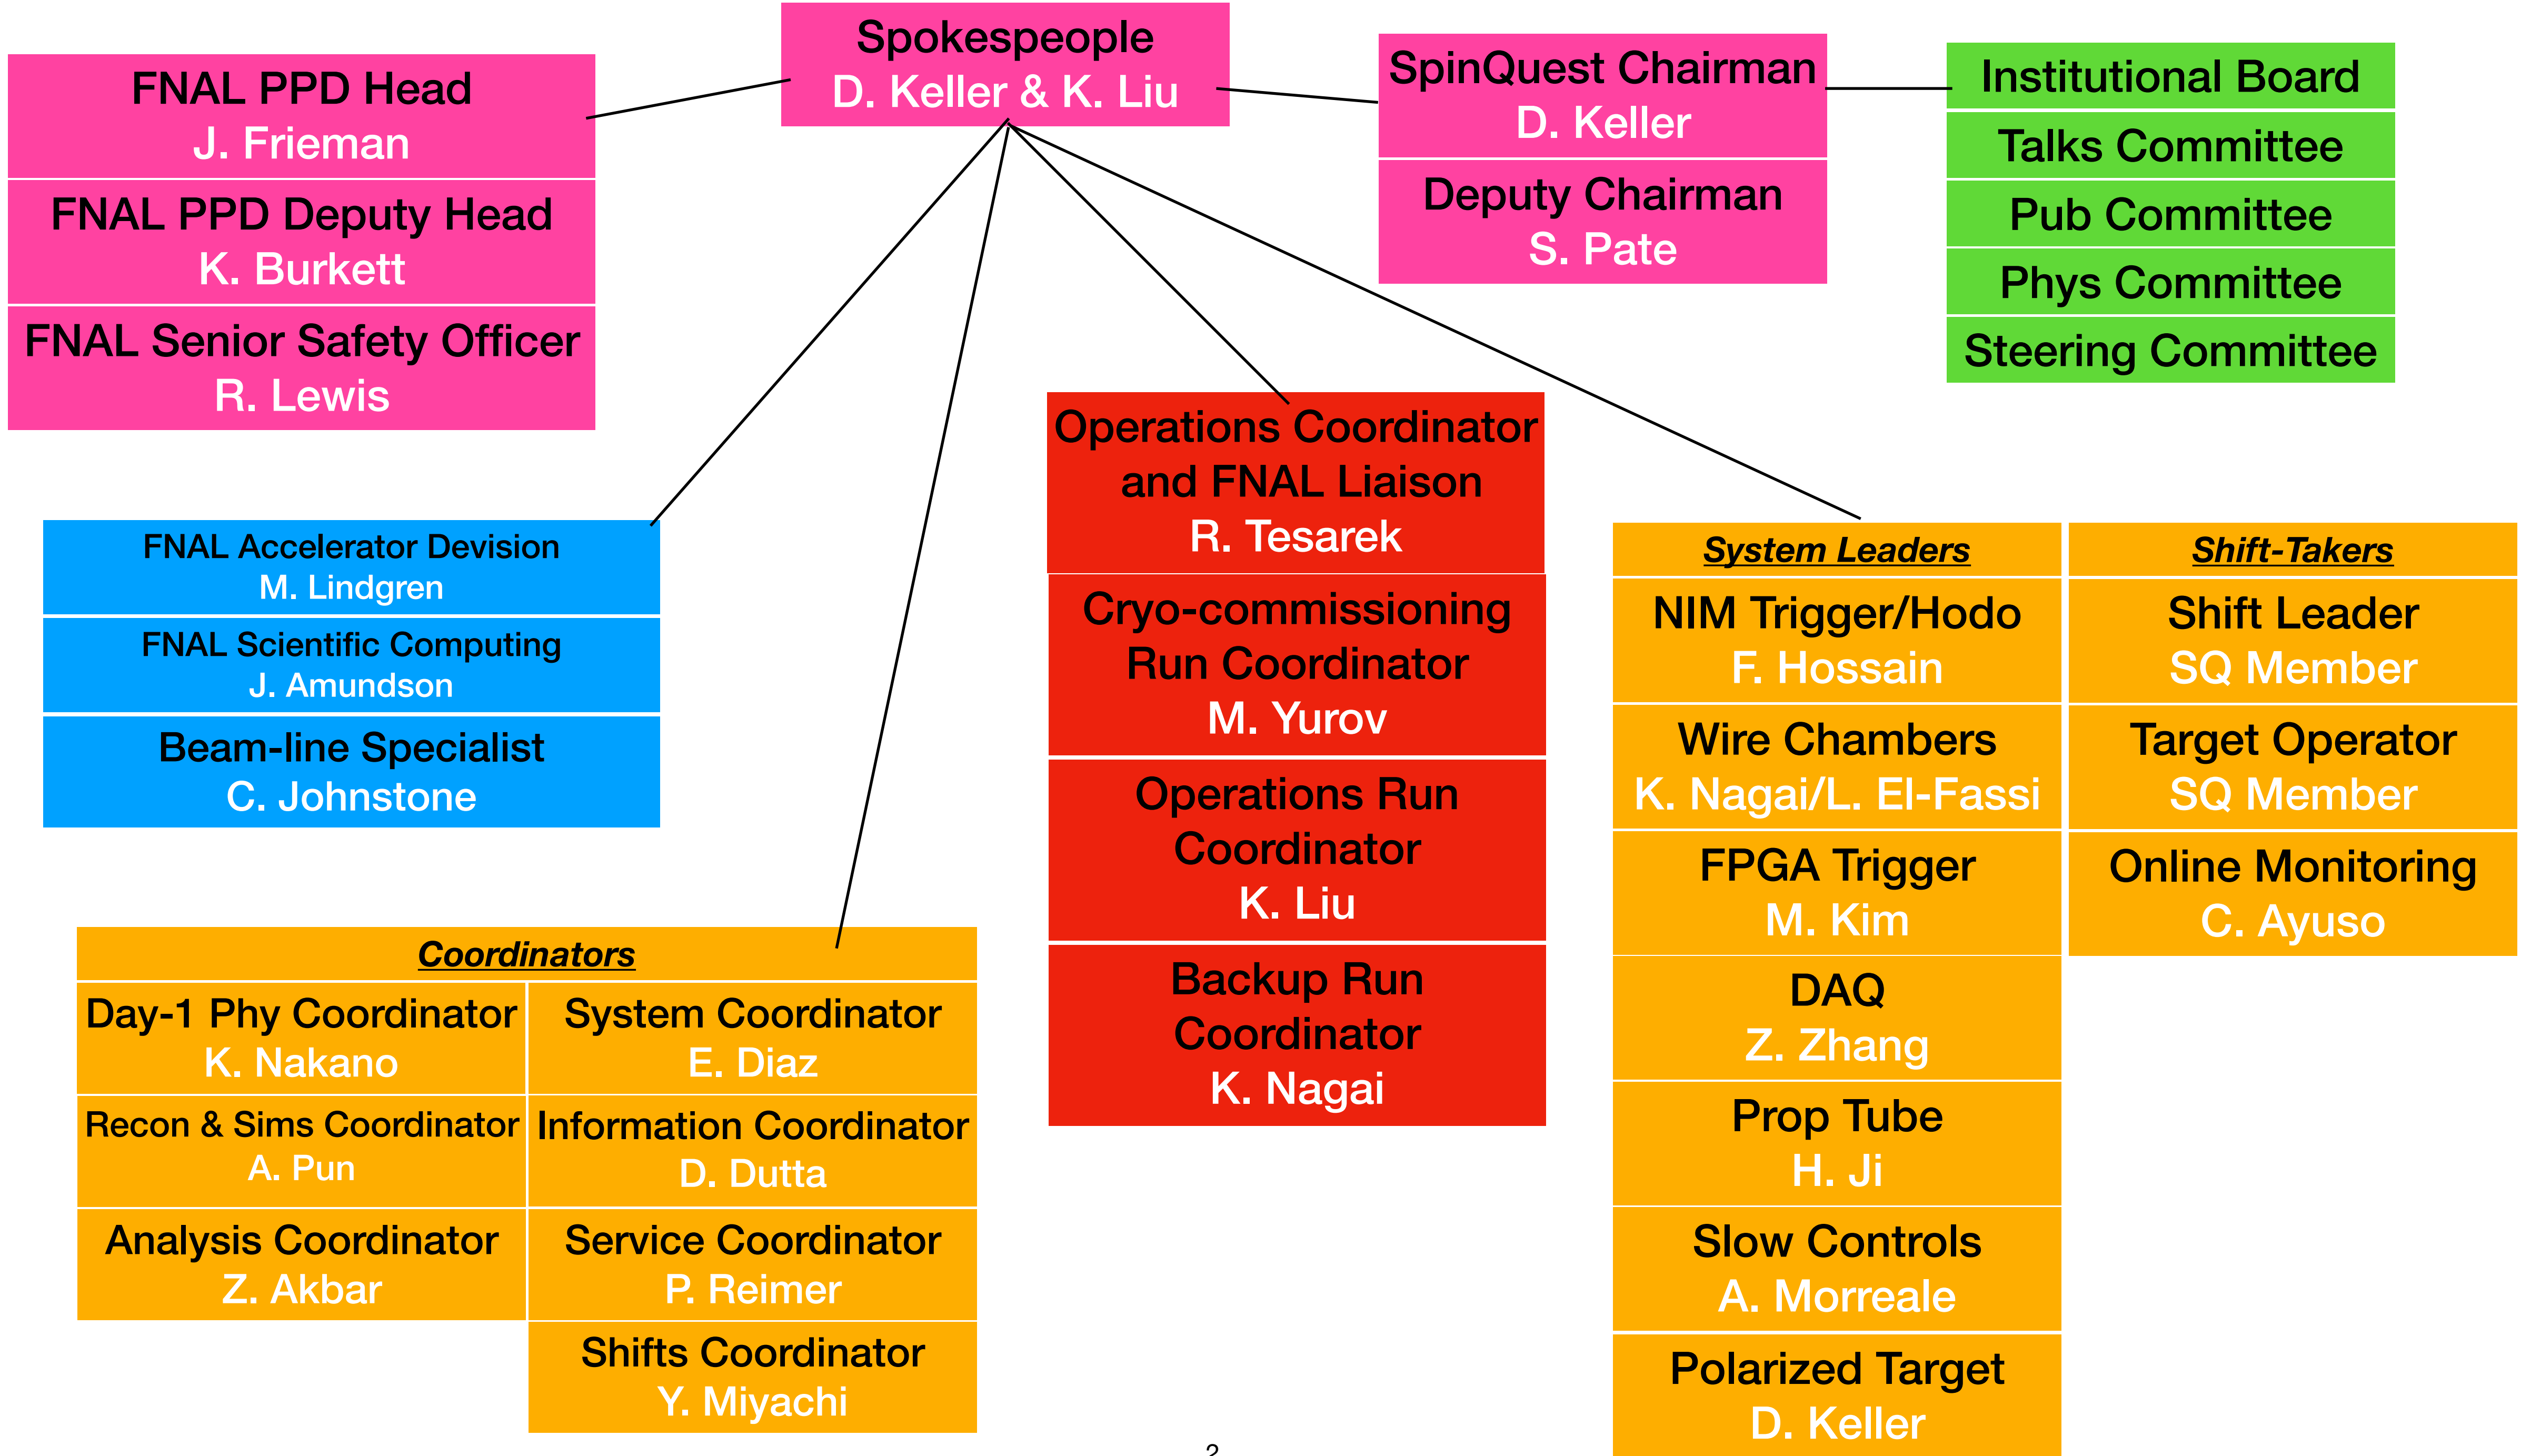 Spokespeople
D. Keller & K. Liu
FNAL PPD Head
J. Frieman
FNAL PPD Deputy Head
K. Burkett
FNAL Senior Safety Officer
R. Lewis
SpinQuest Chairman
D. Keller
Deputy Chairman
S. Pate
Institutional Board
Talks Committee
Pub Committee
Phys Committee
Steering Committee
FNAL Accelerator Devision
M. Lindgren
FNAL Scientific Computing
J. Amundson
Beam-line Specialist
C. Johnstone
Operations Coordinator
and FNAL Liaison
R. Tesarek
Cryo-commissioning
Run Coordinator
M. Yurov
Operations Run
Coordinator
K. Liu
Backup Run
Coordinator
K. Nagai
System Leaders
NIM Trigger/Hodo
F. Hossain
Wire Chambers
K. Nagai/L. El-Fassi
FPGA Trigger
M. Kim
DAQ
Z. Zhang
Prop Tube
H. Ji
Slow Controls
A. Morreale
Polarized Target
D. Keller
Shift-Takers
Shift Leader
SQ Member
Target Operator
SQ Member
Online Monitoring
C. Ayuso
Coordinators
Day-1 Phy Coordinator
K. Nakano
Recon & Sims Coordinator
A. Pun
Analysis Coordinator
Z. Akbar
System Coordinator
E. Diaz
Information Coordinator
D. Dutta
Service Coordinator
P. Reimer
Shifts Coordinator
Y. Miyachi
2